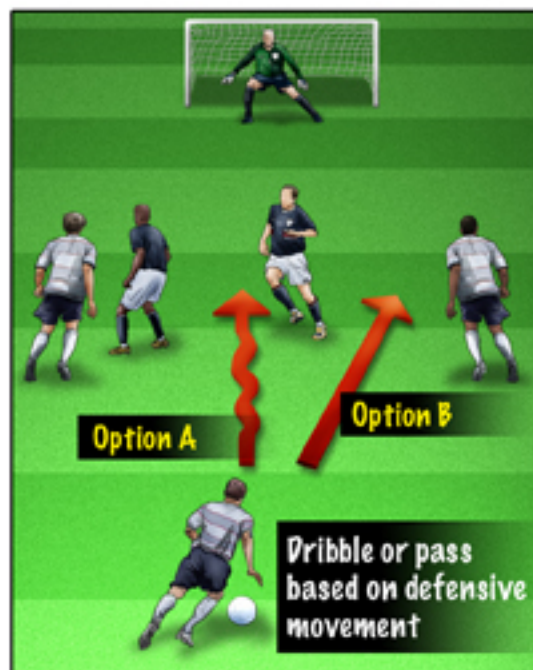 Option A
Option B
Dribble or pass
based on defensive
movement